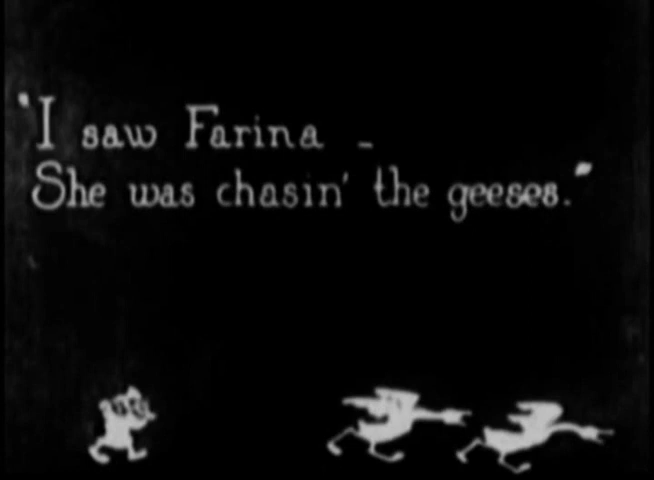 "I saw Farina -
She was chasin' the geeses."